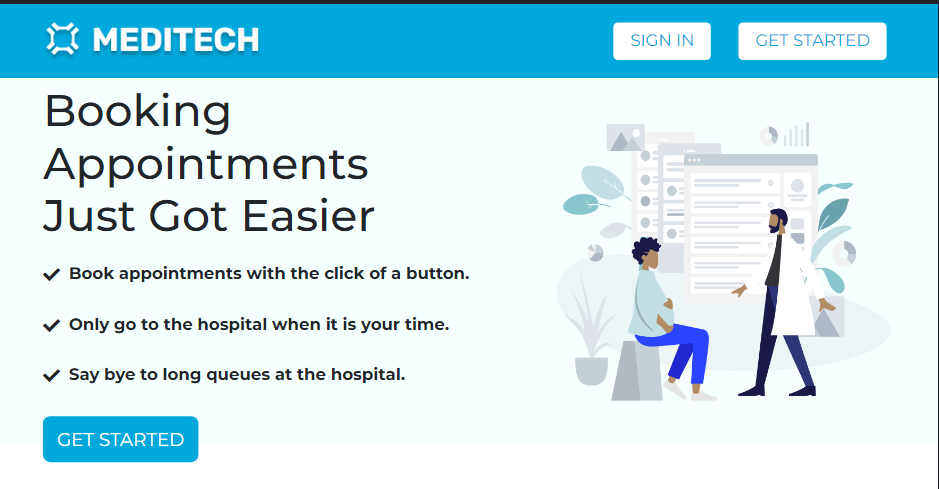 MEDITECH
SIGN IN
GET STARTED
Booking
Appointments
Just Got Easier
Book appointments with the click of a button.
Only go to the hospital when it is your time.
Say bye to long queues at the hospital.
GET STARTED